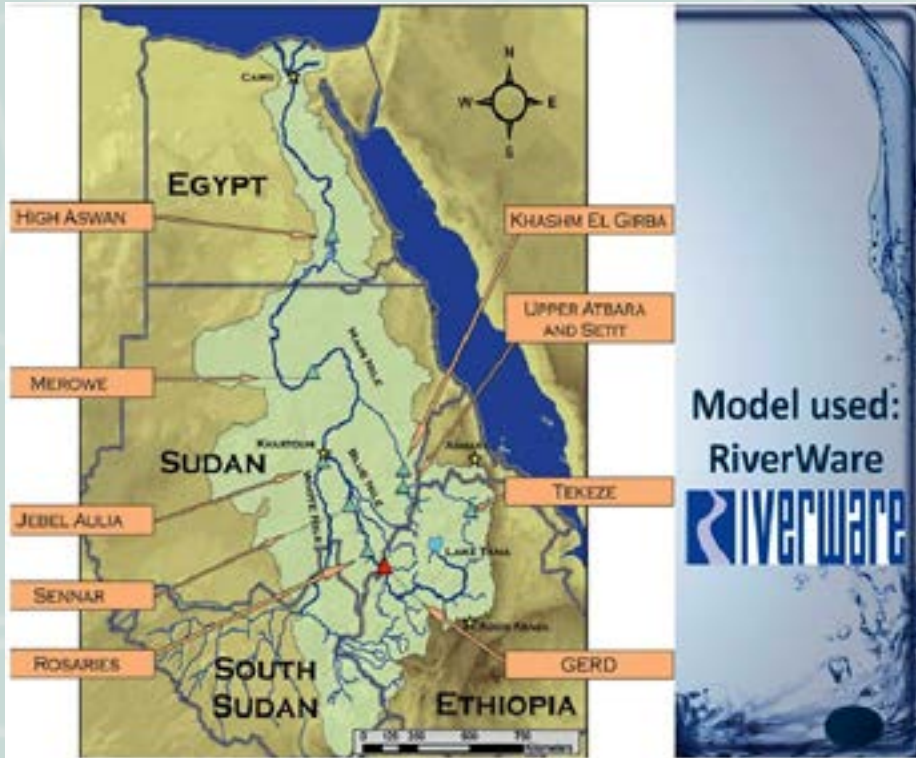 N
W
E
S
CAIRO
EGYPT
HIGH ASWAN
KHASHM EL GIRBA
UPPER ATBARA
AND SETIT
MAIN NILE
MEROWE
KHARTOUM
SUDAN
BLUE NILE
WHITE NILE
TEKEZE
JEBEL AULIA
LAKE TANA
SENNAR
ADDIS ABABA
ROSARIES
GERD
SOUTH
SUDAN
ETHIOPIA
Model used:
RiverWare
RIVERWARE